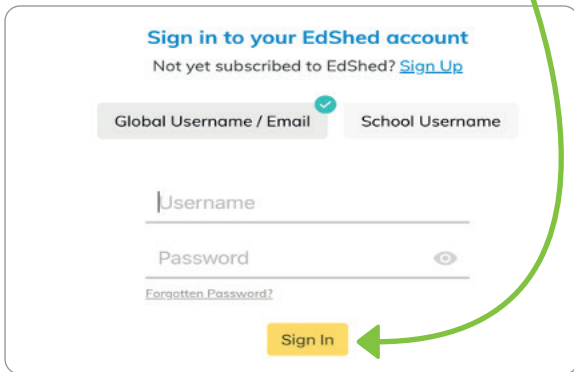 Sign in to your EdShed account
Not yet subscribed to EdShed? Sign Up
Global Username / Email School Username
Username
Password
Forgotten Password?
Sign In